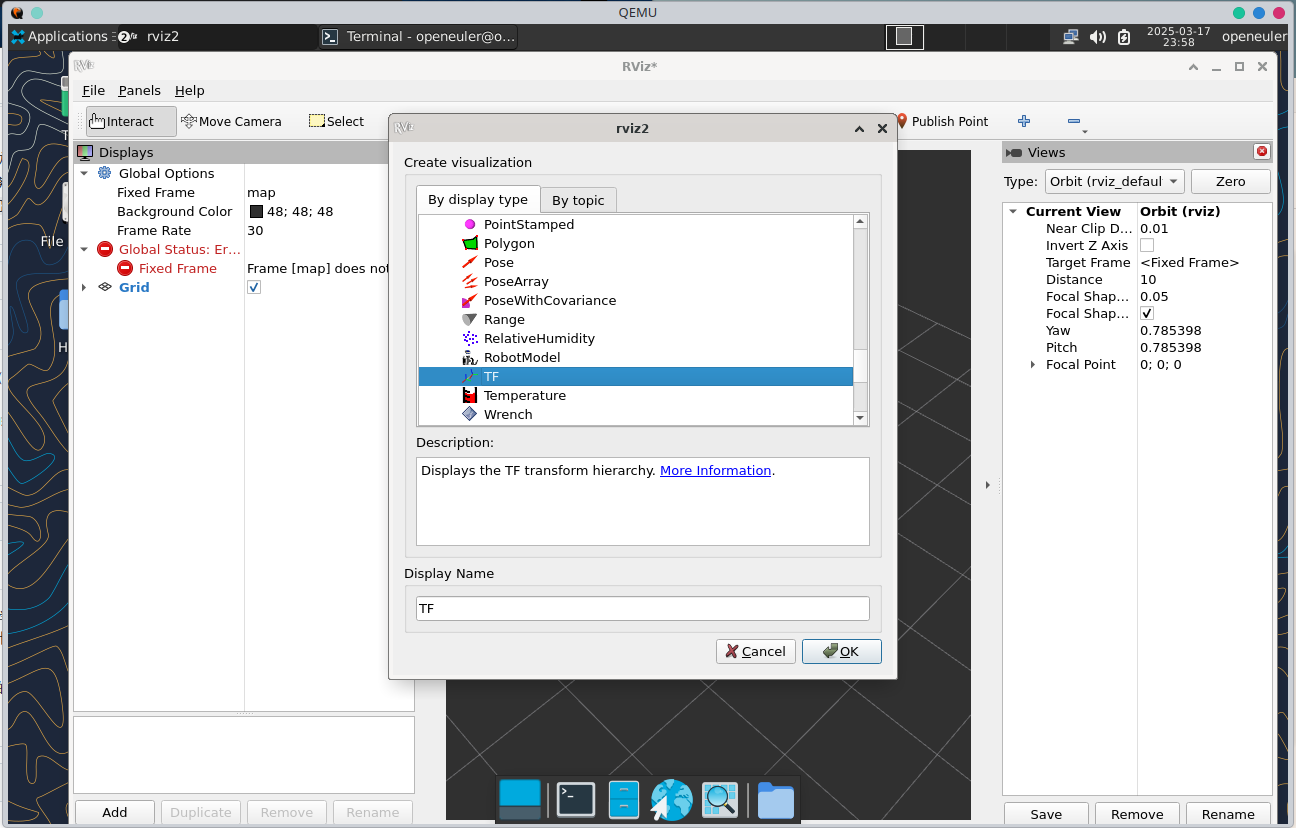 QEMU
Applications
2 rviz2
Terminal - openeuler@o...
2025-03-17
23:58
openeuler
RViz
RViz*
File Panels Help
Interact
Move Camera
Select
Publish Point
Displays
Global Options
Fixed Frame map
Background Color 48; 48; 48
Frame Rate 30
Global Status: Er...
Fixed Frame Frame [map] does not
Grid
RViz
rviz2
Create visualization
By display type
By topic
PointStamped
Polygon
Pose
PoseArray
PoseWithCovariance
Range
RelativeHumidity
RobotModel
TF
Temperature
Wrench
Description:
Displays the TF transform hierarchy. More Information.
Display Name
TF
Cancel
OK
Views
Type: Orbit (rviz_defaul
Zero
Current View Orbit (rviz)
Near Clip D... 0.01
Invert Z Axis
Target Frame <Fixed Frame>
Distance 10
Focal Shap... 0.05
Focal Shap...
Yaw 0.785398
Pitch 0.785398
Focal Point 0; 0; 0
File
H
Add
Duplicate
Remove
Rename
Save
Remove
Rename